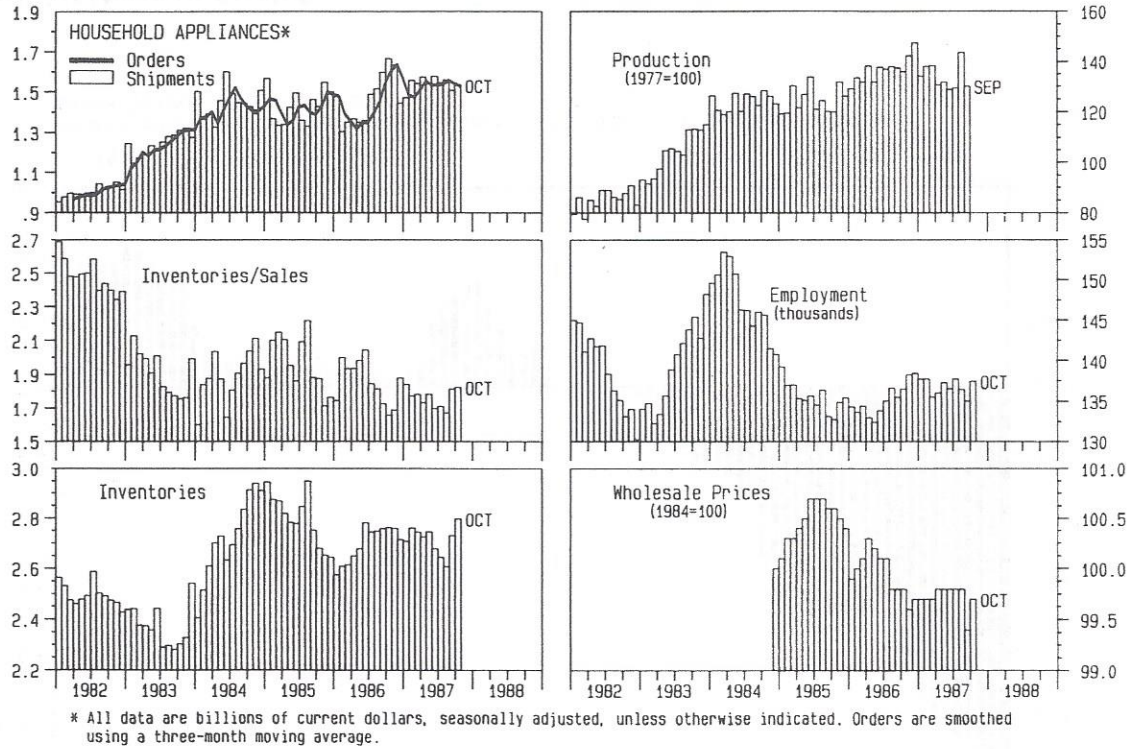 HOUSEHOLD APPLIANCES*
Orders
Shipments
1.9
1.7
1.5
1.3
1.1
.9
OCT
Production
(1977=100)
160
140
120
100
80
SEP
Inventories/Sales
2.7
2.5
2.3
2.1
1.9
1.7
1.5
OCT
Employment
(thousands)
155
150
145
140
135
130
OCT
Inventories
3.0
2.8
2.6
2.4
2.2
OCT
1982 1983 1984 1985 1986 1987 1988
Wholesale Prices
(1984=100)
101.0
100.5
100.0
99.5
99.0
OCT
1982 1983 1984 1985 1986 1987 1988
* All data are billions of current dollars, seasonally adjusted, unless otherwise indicated. Orders are smoothed
using a three-month moving average.